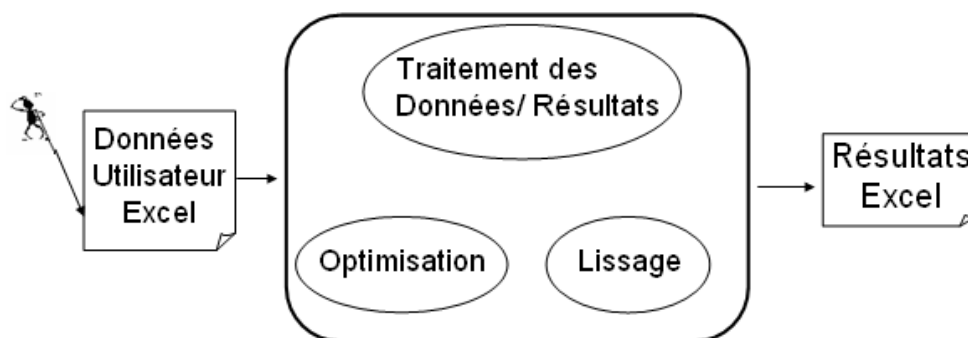 Traitement des
Données/ Résultats
Données
Utilisateur
Excel
Résultats
Excel
Optimisation
Lissage